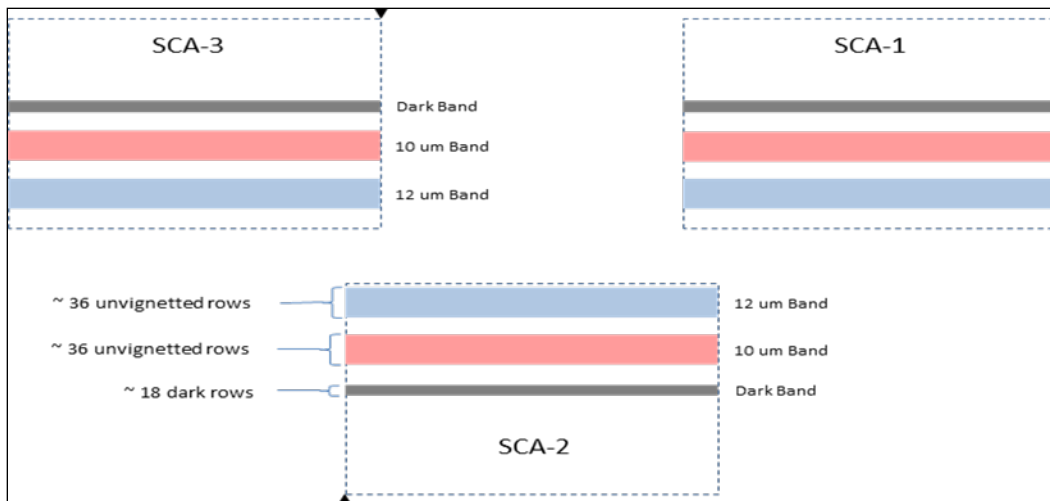 SCA-3
SCA-1
Dark Band
10 um Band
12 um Band
~ 36 unvignetted rows
12 um Band
~ 36 unvignetted rows
10 um Band
~ 18 dark rows
Dark Band
SCA-2